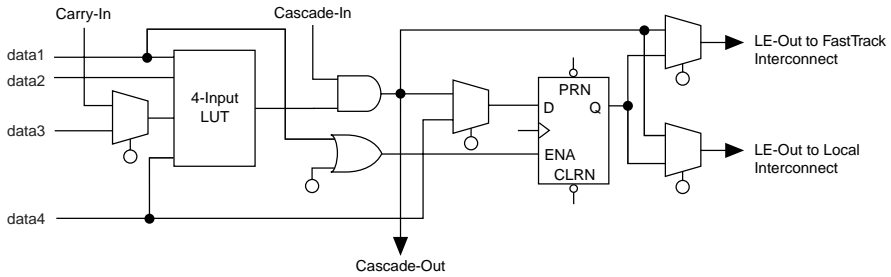 Carry-In
Cascade-In
data1
data2
data3
data4
4-Input
LUT
PRN
D
Q
ENA
CLRN
LE-Out to FastTrack
Interconnect
LE-Out to Local
Interconnect
Cascade-Out